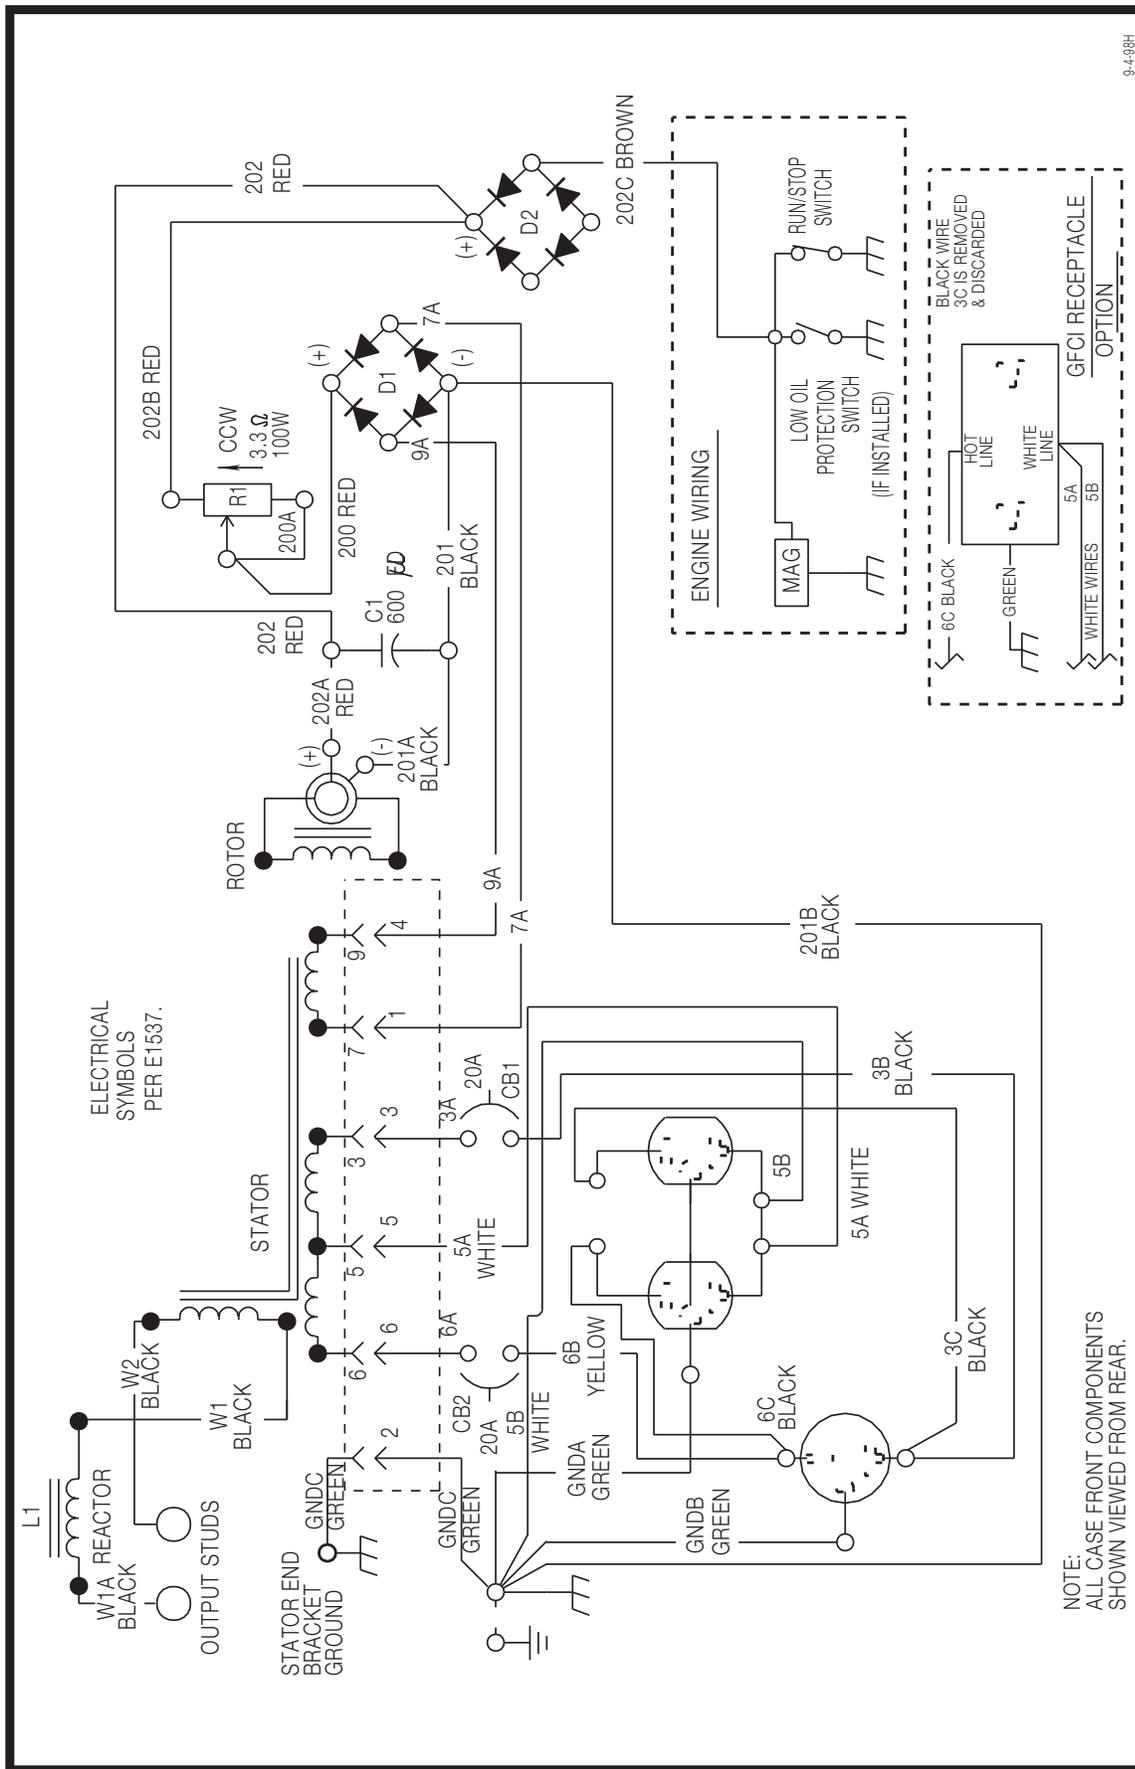 L1
REACTOR
W1A
BLACK
OUTPUT STUDS
W2
BLACK
W1
BLACK
STATOR
ELECTRICAL
SYMBOLS
PER E1537.
STATOR END
BRACKET
GROUND
GNDC
GREEN
GNDC
GREEN
2
6
6
6A
5
5
5A
WHITE
3
3
3A
7
1
9
4
CB2
20A
5B
WHITE
20A
CB1
ROTOR
(+)
(-)
202A
RED
201A
BLACK
202
RED
C1
600 µFD
201
BLACK
200 RED
200A
R1
CCW
3.3 Ω
100W
202B RED
202
RED
(+)
D1
(-)
9A
7A
(+)
D2
202C BROWN
9A
7A
201B
BLACK
3B
BLACK
5B
5A WHITE
6B
YELLOW
6C
BLACK
3C
BLACK
GNDA
GREEN
GNDB
GREEN
ENGINE WIRING
MAG
LOW OIL
PROTECTION
SWITCH
(IF INSTALLED)
RUN/STOP
SWITCH
6C BLACK
GREEN
WHITE WIRES
HOT
LINE
WHITE
LINE
5A
5B
BLACK WIRE
3C IS REMOVED
& DISCARDED
GFCI RECEPTACLE
OPTION
NOTE:
ALL CASE FRONT COMPONENTS
SHOWN VIEWED FROM REAR.
9-4-98H